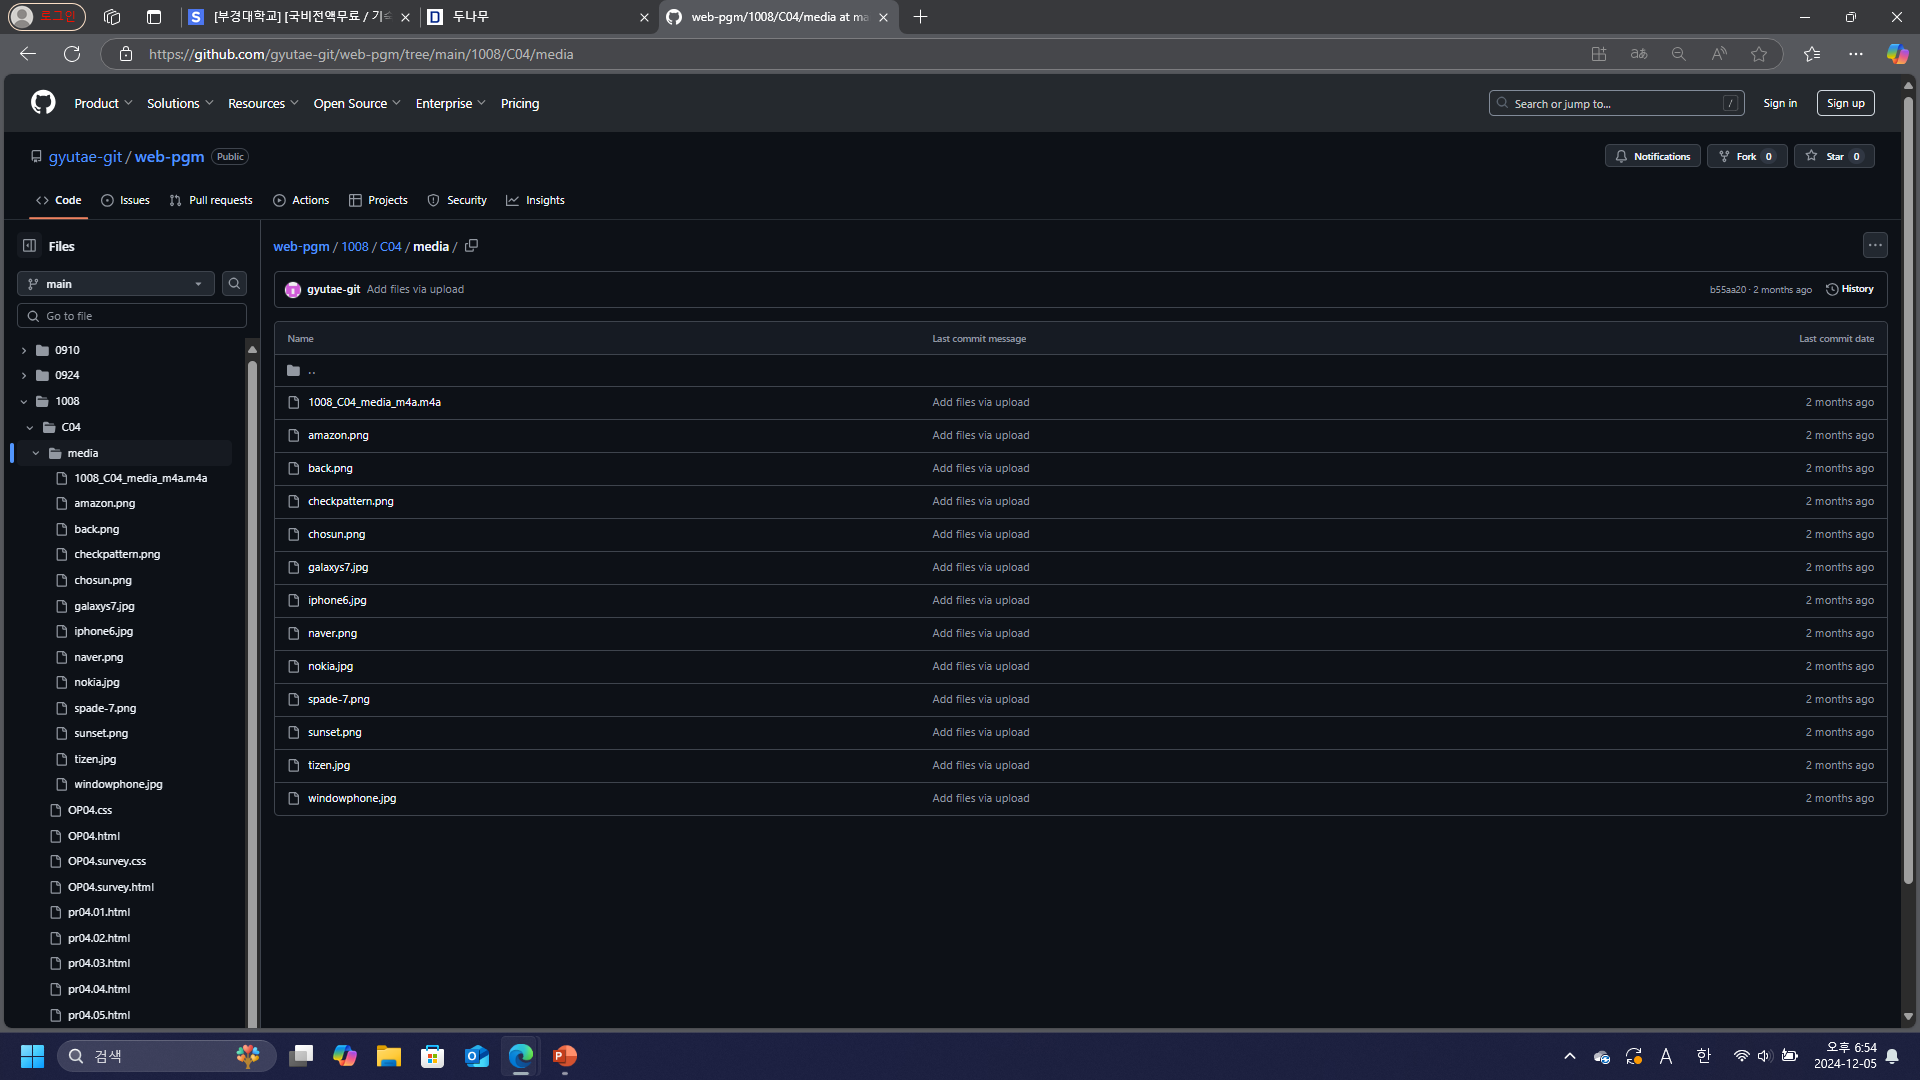 로그인
[부경대학교] [국비전액무료 / 기숙
두나무
web-pgm/1008/C04/media at ma
https://github.com/gyutae-git/web-pgm/tree/main/1008/C04/media
Product Solutions Resources Open Source Enterprise Pricing
Search or jump to... /
Sign in
Sign up
gyutae-git / web-pgm Public
Notifications
Fork 0
Star 0
Code Issues Pull requests Actions Projects Security Insights
Files
main
Go to file
0910
0924
1008
C04
media
1008_C04_media_m4a.m4a
amazon.png
back.png
checkpattern.png
chosun.png
galaxys7.jpg
iphone6.jpg
naver.png
nokia.jpg
spade-7.png
sunset.png
tizen.jpg
windowphone.jpg
OP04.css
OP04.html
OP04.survey.css
OP04.survey.html
pr04.01.html
pr04.02.html
pr04.03.html
pr04.04.html
pr04.05.html
web-pgm / 1008 / C04 / media /
gyutae-git Add files via upload
b55aa20 · 2 months ago
History
Name Last commit message Last commit date
..
1008_C04_media_m4a.m4a Add files via upload 2 months ago
amazon.png Add files via upload 2 months ago
back.png Add files via upload 2 months ago
checkpattern.png Add files via upload 2 months ago
chosun.png Add files via upload 2 months ago
galaxys7.jpg Add files via upload 2 months ago
iphone6.jpg Add files via upload 2 months ago
naver.png Add files via upload 2 months ago
nokia.jpg Add files via upload 2 months ago
spade-7.png Add files via upload 2 months ago
sunset.png Add files via upload 2 months ago
tizen.jpg Add files via upload 2 months ago
windowphone.jpg Add files via upload 2 months ago
검색
A 한
오후 6:54
2024-12-05